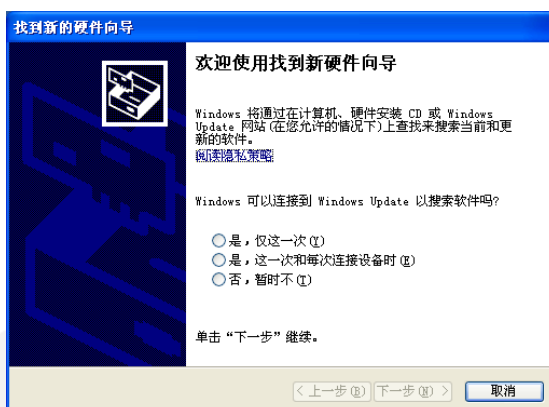 找到新的硬件向导
欢迎使用找到新硬件向导
Windows 将通过在计算机、硬件安装 CD 或 Windows
Update 网站(在您允许的情况下)上查找来搜索当前和更
新的软件。
阅读隐私策略
Windows 可以连接到 Windows Update 以搜索软件吗?
是，仅这一次(Y)
是，这一次和每次连接设备时(E)
否，暂时不(T)
单击“下一步”继续。
< 上一步(B) 下一步(N) > 取消